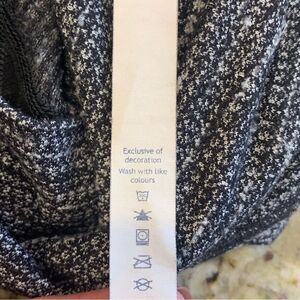 Exclusive of
decoration
Wash with like
colours